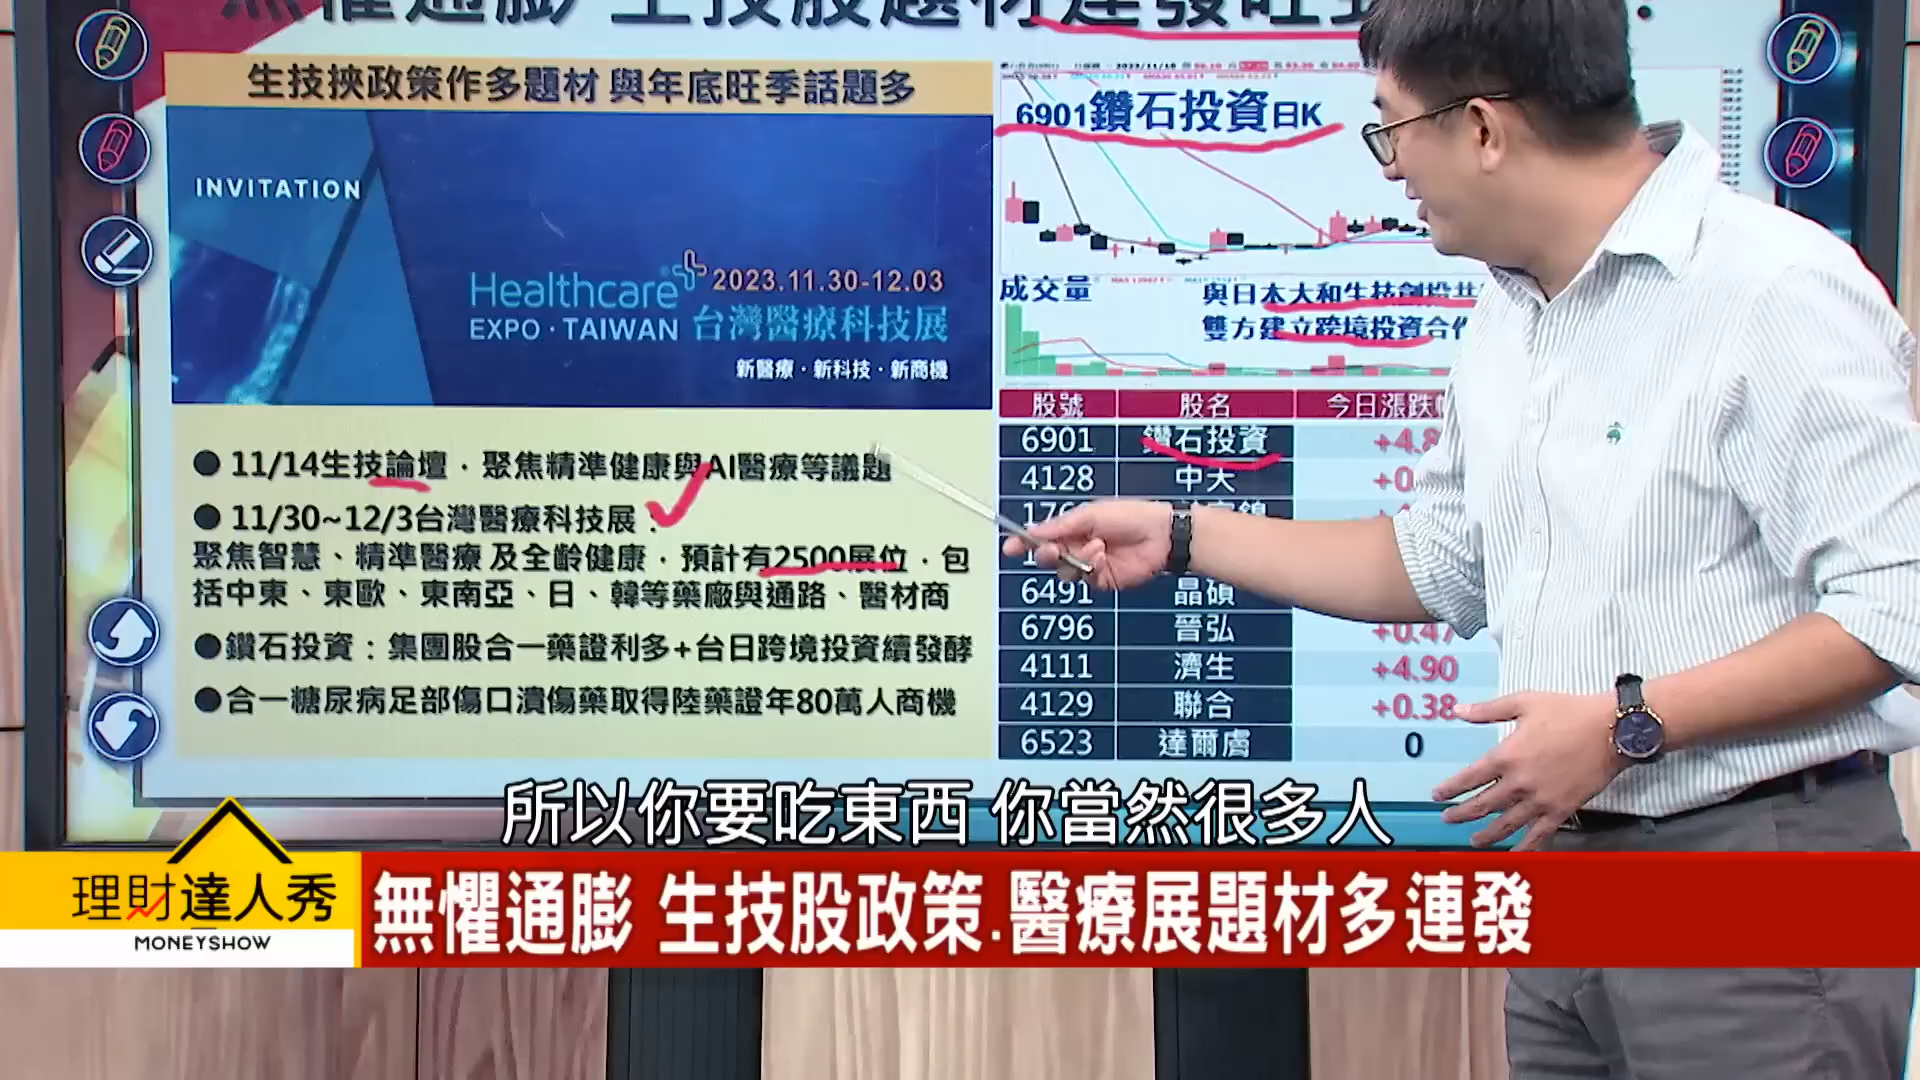 生技挾政策作多題材 與年底旺季話題多
INVITATION
Healthcare 2023.11.30-12.03
EXPO · TAIWAN 台灣醫療科技展
新醫療 · 新科技 · 新商機
● 11/14生技論壇，聚焦精準健康與AI醫療等議題
● 11/30~12/3台灣醫療科技展：
聚焦智慧、精準醫療 及全齡健康，預計有2500展位，包
括中東、東歐、東南亞、日、韓等藥廠與通路、醫材商
●鑽石投資：集團股合一藥證利多+台日跨境投資續發酵
●合一糖尿病足部傷口潰傷藥取得陸藥證年80萬人商機
6901鑽石投資日K
成交量
與日本大和生技創投共
雙方建立跨境投資合作
股號 股名 今日漲跌
6901 鑽石投資 +4.8
4128 中大 +0.
6491 晶碩
6796 晉弘 +0.47
4111 濟生 +4.90
4129 聯合 +0.38
6523 達爾膚 0
所以你要吃東西 你當然很多人
理財達人秀
MONEYSHOW
無懼通膨 生技股政策.醫療展題材多連發